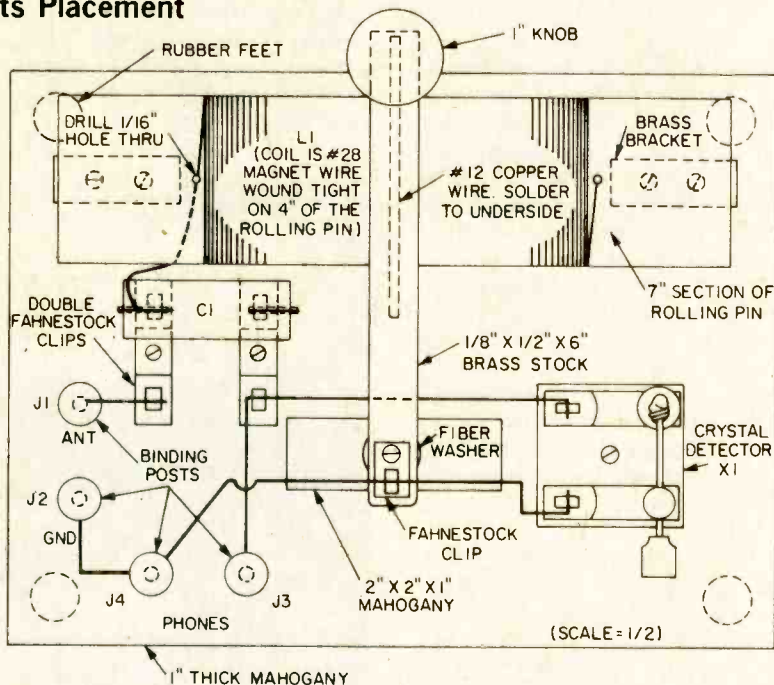 ts Placement
RUBBER FEET
1" KNOB
DRILL 1/16"
HOLE THRU
L1
(COIL IS #28
MAGNET WIRE
WOUND TIGHT
ON 4" OF THE
ROLLING PIN)
#12 COPPER
WIRE. SOLDER
TO UNDERSIDE
BRASS
BRACKET
7" SECTION OF
ROLLING PIN
DOUBLE
FAHNESTOCK
CLIPS
C1
1/8" X 1/2" X 6"
BRASS STOCK
J1
ANT
BINDING
POSTS
FIBER
WASHER
CRYSTAL
DETECTOR
X1
J2
GND
FAHNESTOCK
CLIP
J4
PHONES
J3
2" X 2" X 1"
MAHOGANY
(SCALE=1/2)
1" THICK MAHOGANY